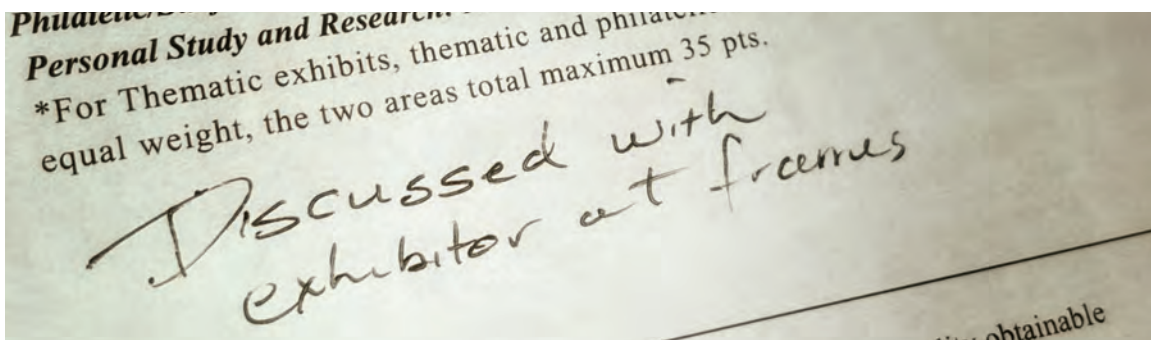 Personal Study and Research
*For Thematic exhibits, thematic and
equal weight, the two areas total maximum 35 pts.
Discussed with
exhibitor at frames
obtainable